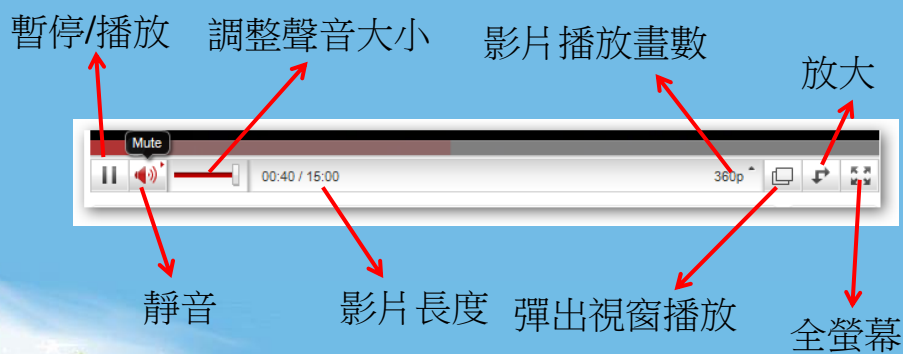 暫停/播放
調整聲音大小
影片播放畫數
放大
Mute
00:40 / 15:00
360p
靜音
影片長度
彈出視窗播放
全螢幕